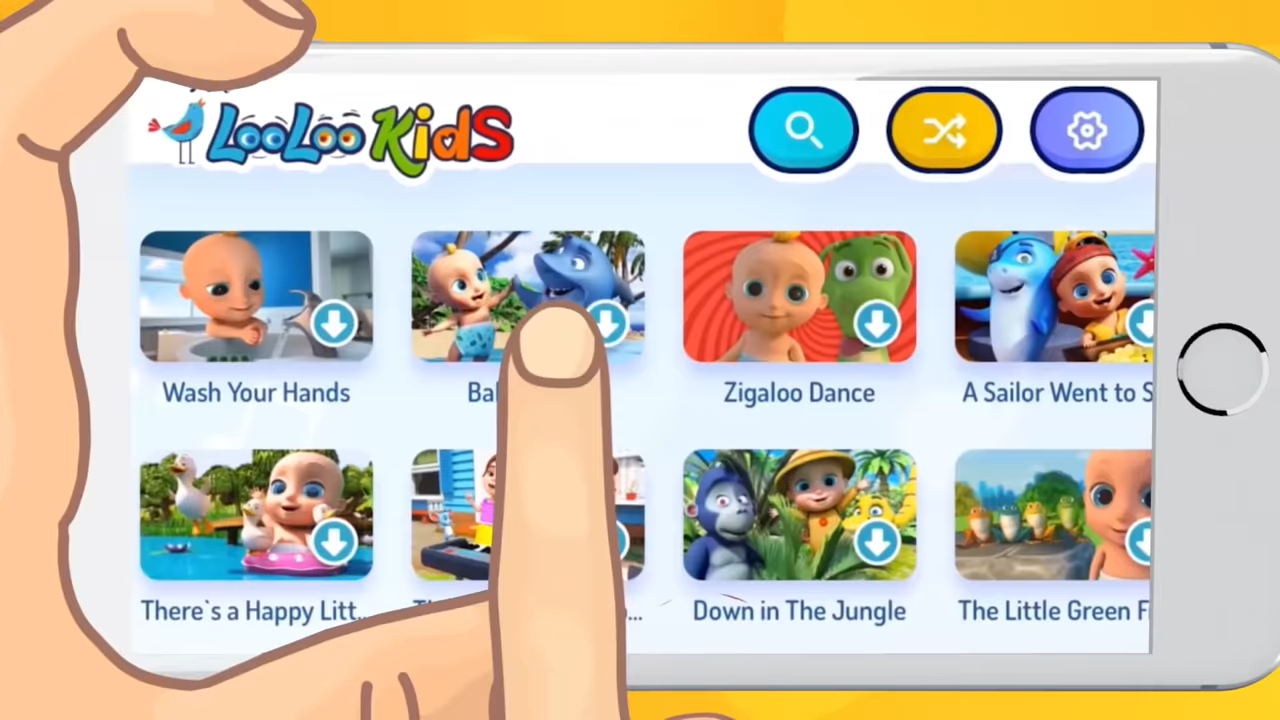 LooLoo Kids
Wash Your Hands
Zigaloo Dance
A Sailor Went to S
There`s a Happy Litt...
Down in The Jungle
The Little Green F